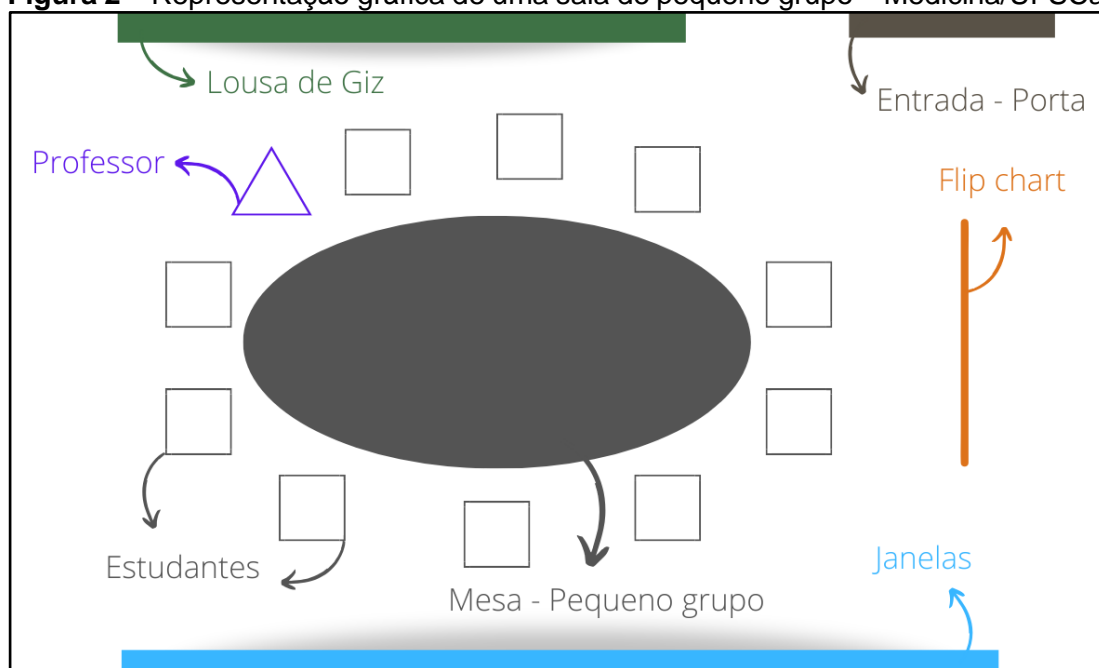 Lousa de Giz
Entrada - Porta
Professor
Flip chart
Estudantes
Janelas
Mesa - Pequeno grupo